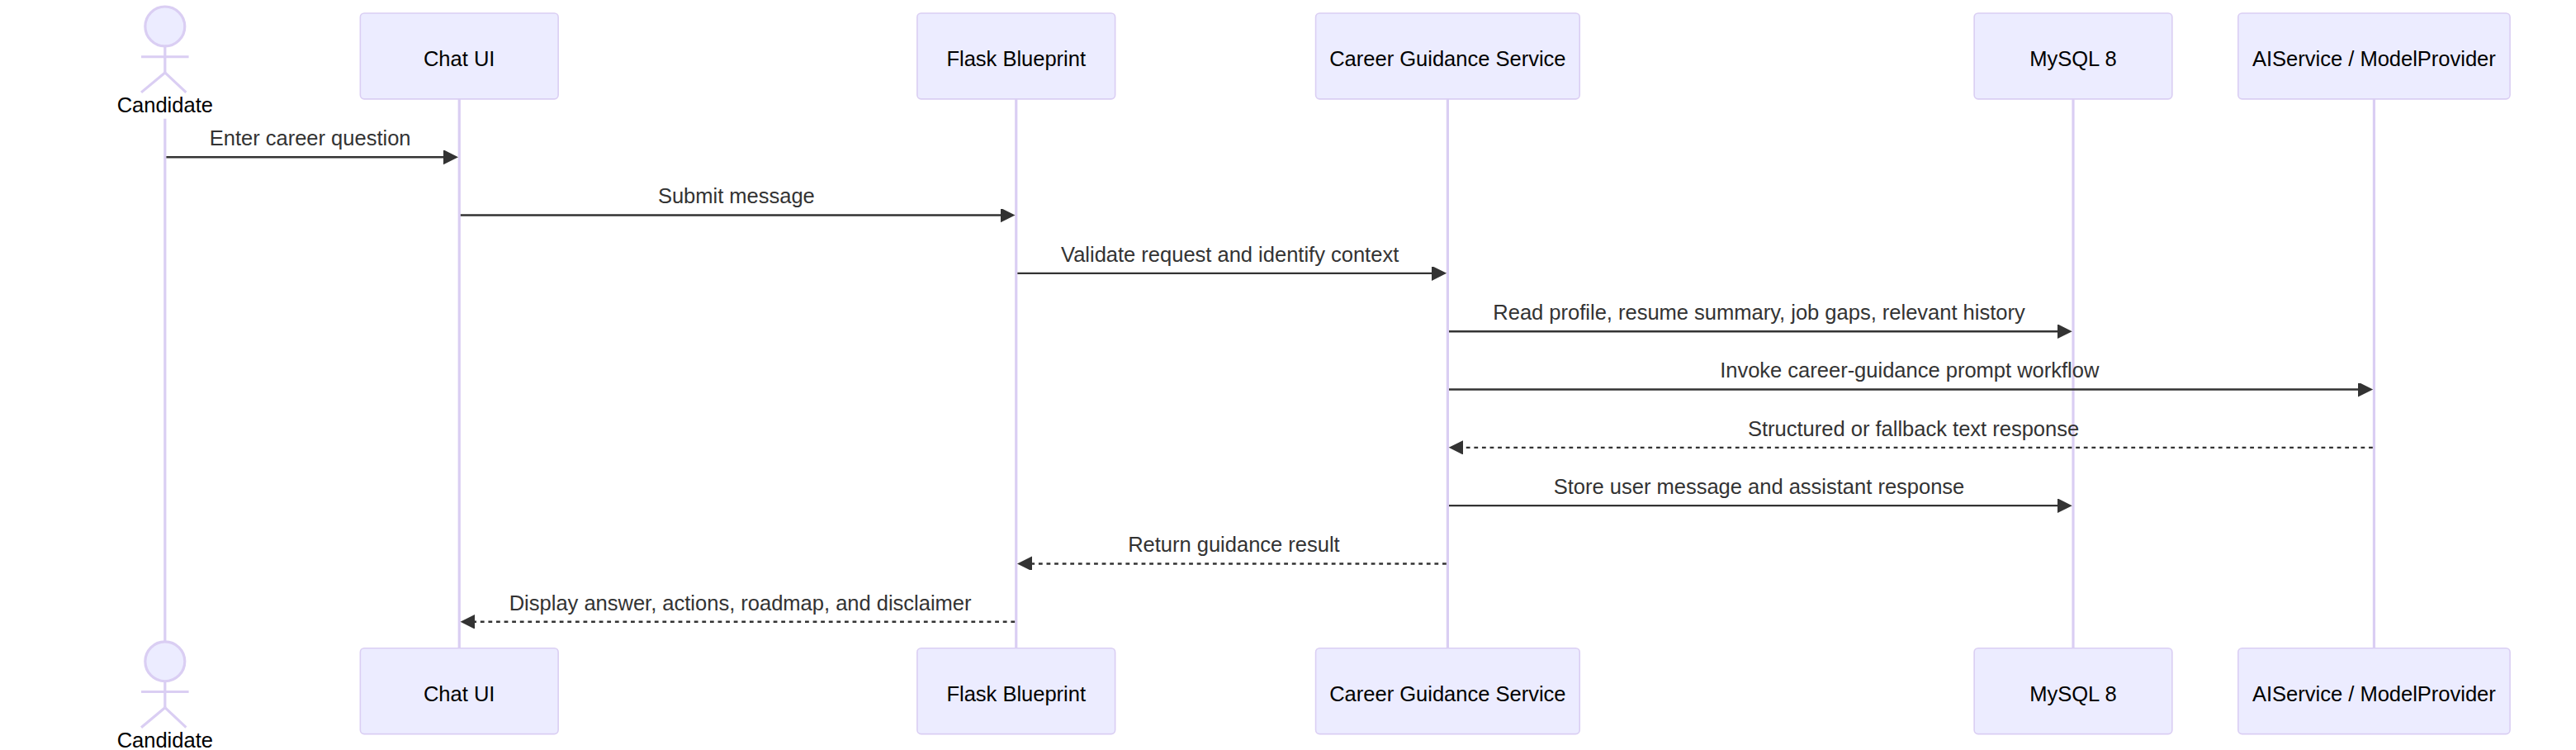 Chat UI
Flask Blueprint
Career Guidance Service
MySQL 8
AIService / ModelProvider
Candidate
Enter career question
Submit message
Validate request and identify context
Read profile, resume summary, job gaps, relevant history
Invoke career-guidance prompt workflow
Structured or fallback text response
Store user message and assistant response
Return guidance result
Display answer, actions, roadmap, and disclaimer
Chat UI
Flask Blueprint
Career Guidance Service
MySQL 8
AIService / ModelProvider
Candidate